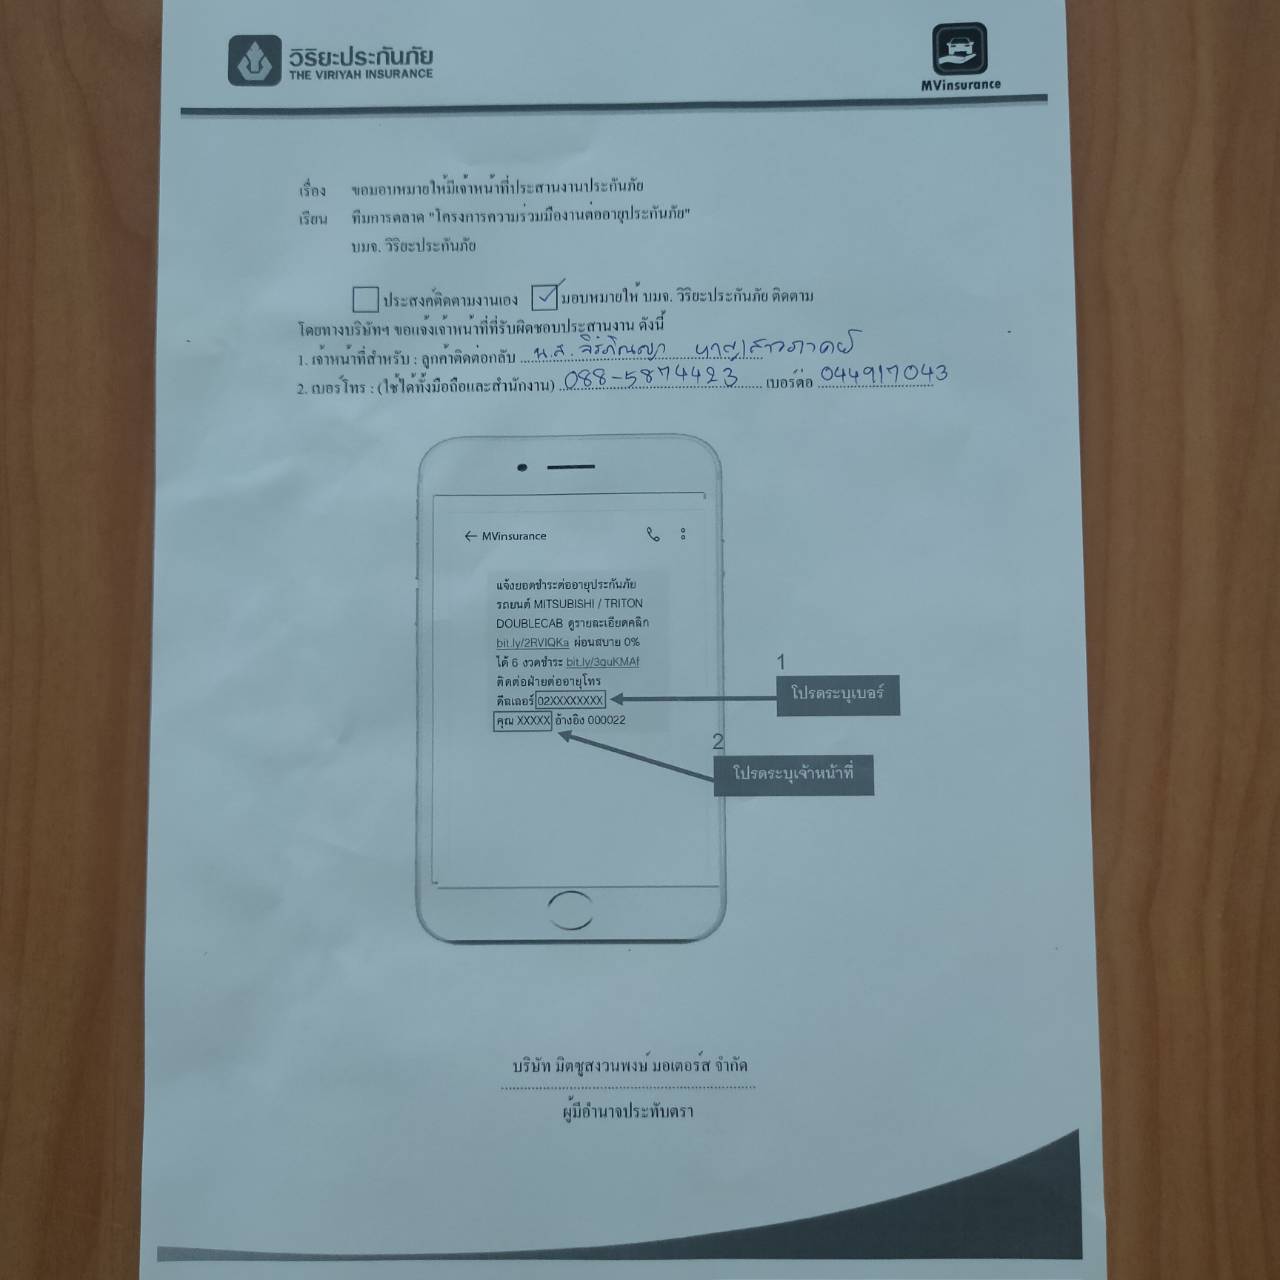 วิริยะประกันภัย
THE VIRIYAH INSURANCE
MVinsurance
เรื่อง ขอมอบหมายให้มีเจ้าหน้าที่ประสานงานประกันภัย
เรียน ทีมการตลาด "โครงการความร่วมมืองานต่ออายุประกันภัย"
บมจ. วิริยะประกันภัย
ประสงค์ติดตามงานเอง มอบหมายให้ บมจ. วิริยะประกันภัย ติดตาม
โดยทางบริษัทฯ ขอแจ้งเจ้าหน้าที่ที่รับผิดชอบประสานงาน ดังนี้
1. เจ้าหน้าที่สำหรับ : ลูกค้าติดต่อกลับ น.ส.
2. เบอร์โทร : (ใช้ได้ทั้งมือถือและสำนักงาน) 088-5874423 เบอร์ต่อ 044917043
← MVinsurance
แจ้งยอดชำระต่ออายุประกันภัย
รถยนต์ MITSUBISHI / TRITON
DOUBLECAB ดูรายละเอียดคลิก
bit.ly/2RVIQKa ผ่อนสบาย 0%
ได้ 6 งวดชำระ bit.ly/3guKMAf
ติดต่อฝ่ายต่ออายุโทร
ดีลเลอร์ 02XXXXXXXX
คุณ XXXXX อ้างอิง 000022
1
โปรดระบุเบอร์
2
โปรดระบุเจ้าหน้าที่
บริษัท มิตซูสงวนพงษ์ มอเตอร์ส จำกัด
ผู้มีอำนาจประทับตรา